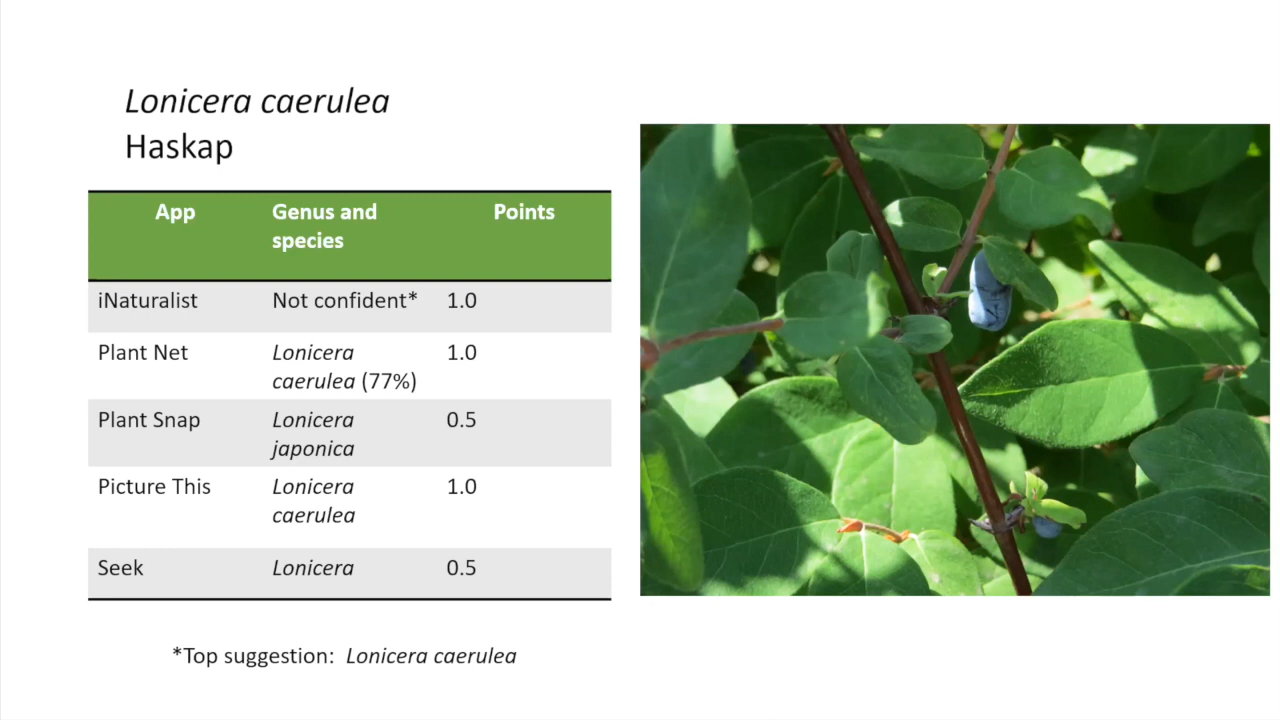 Lonicera caerulea
Haskap
App Genus and species Points
iNaturalist Not confident* 1.0
Plant Net Lonicera caerulea (77%) 1.0
Plant Snap Lonicera japonica 0.5
Picture This Lonicera caerulea 1.0
Seek Lonicera 0.5
*Top suggestion: Lonicera caerulea